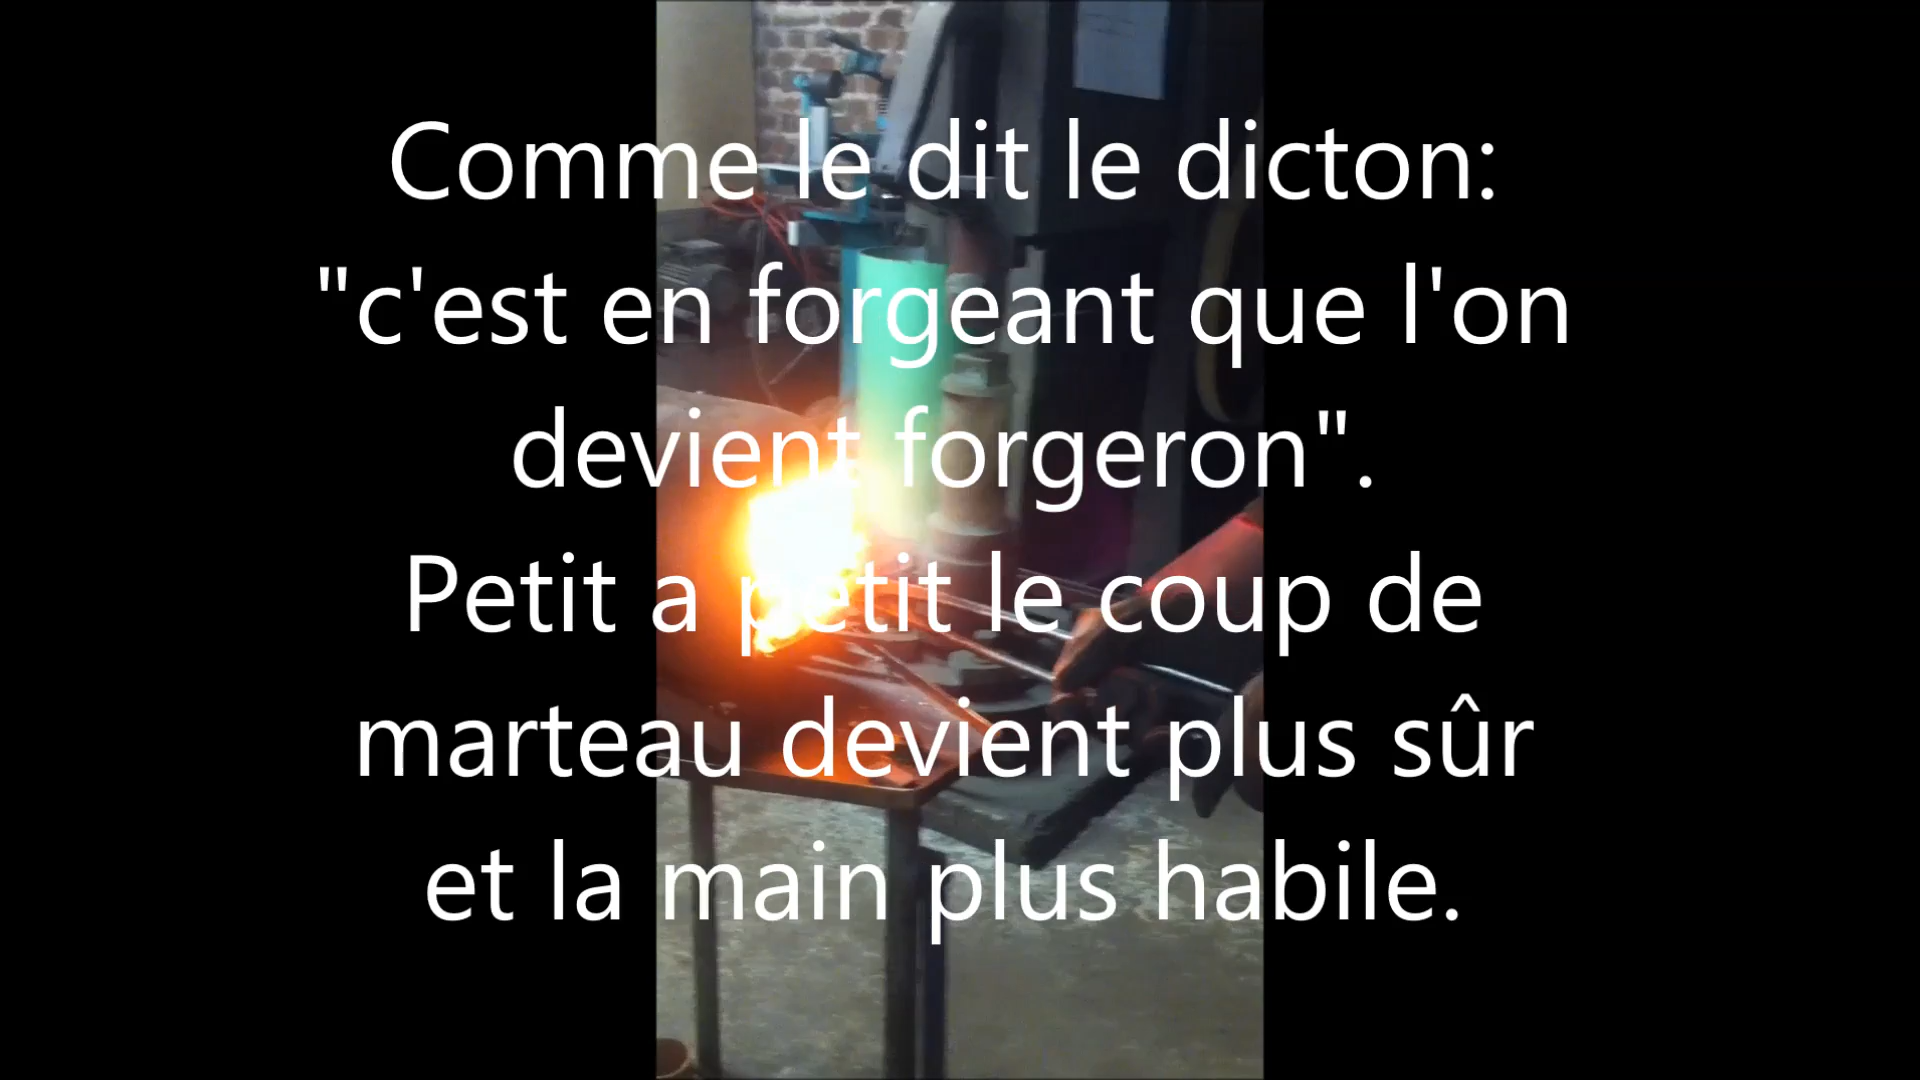 Comme le dit le dicton:
"c'est en forgeant que l'on
devient forgeron".
Petit a petit le coup de
marteau devient plus sûr
et la main plus habile.